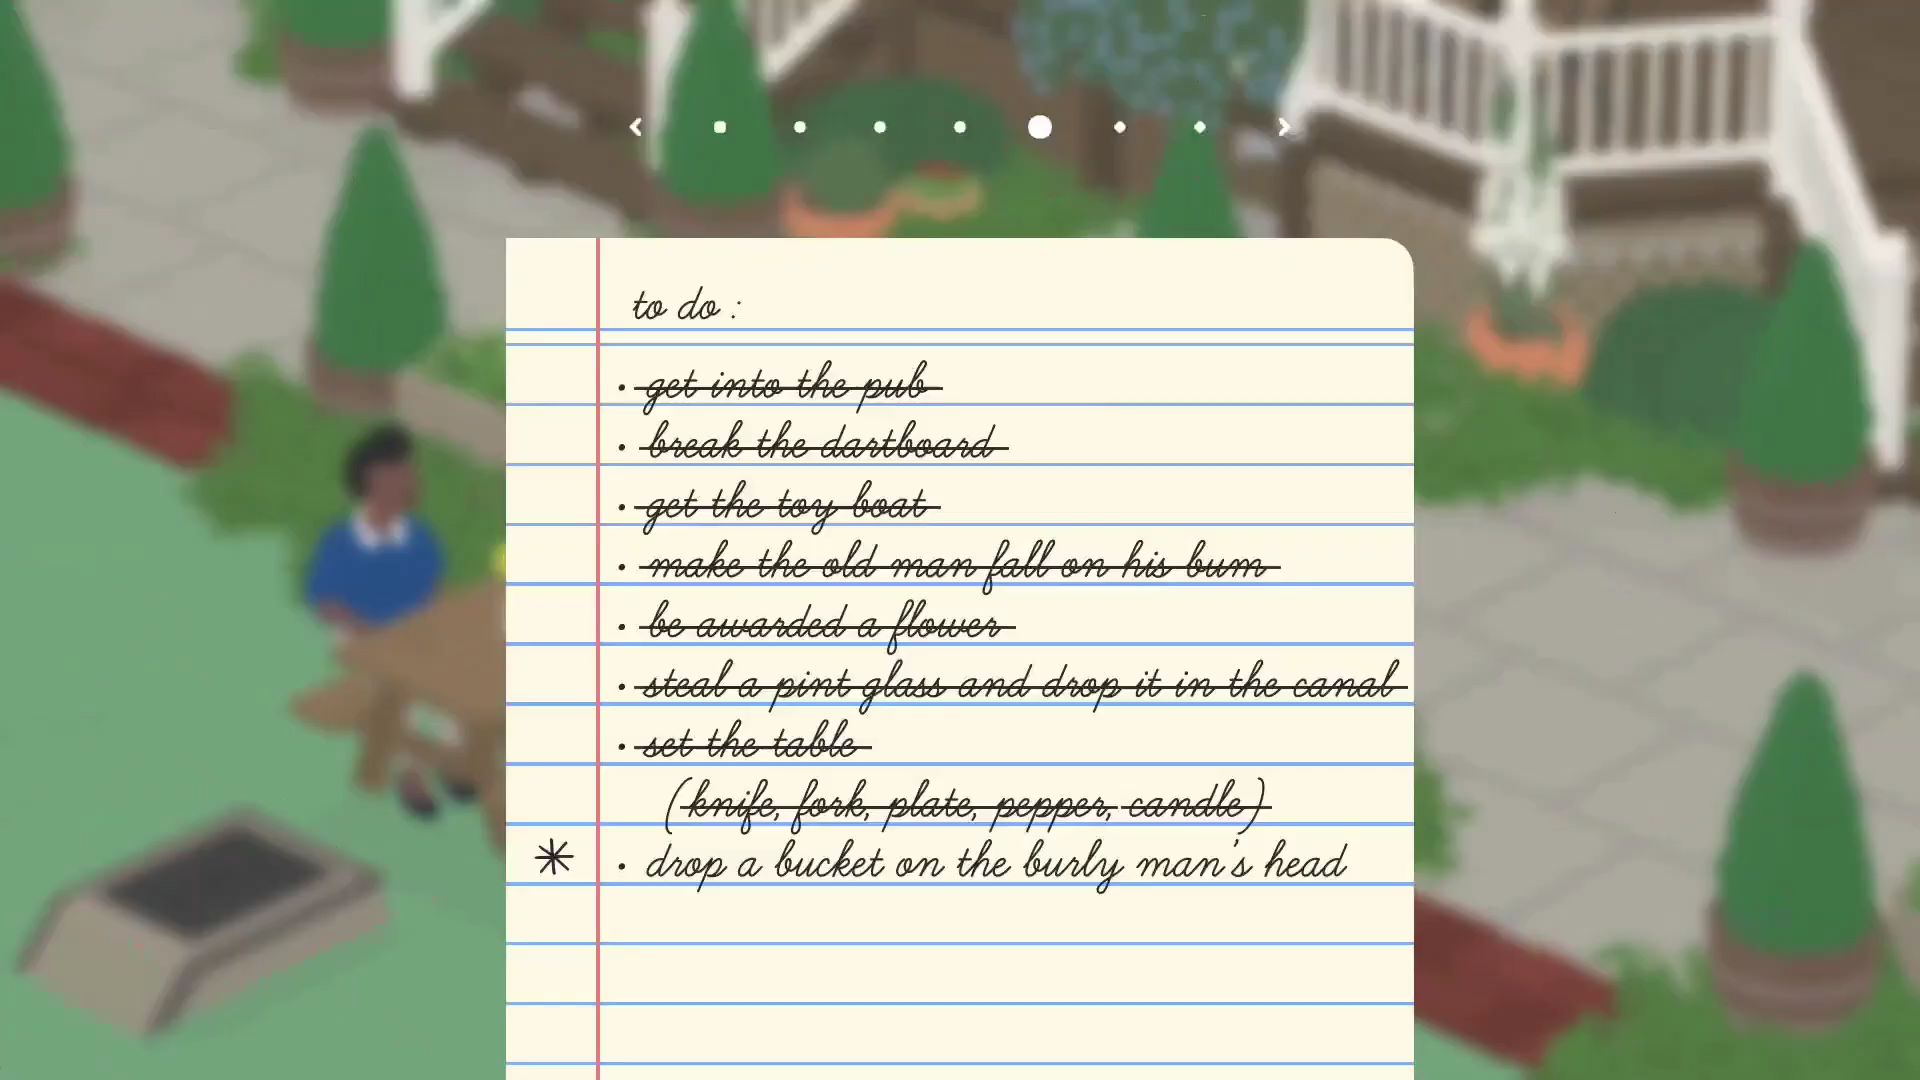 to do :
• get into the pub
• break the dartboard
• get the toy boat
• make the old man fall on his bum
• be awarded a flower
• steal a pint glass and drop it in the canal
• set the table
(knife, fork, plate, pepper, candle)
• drop a bucket on the burly man's head